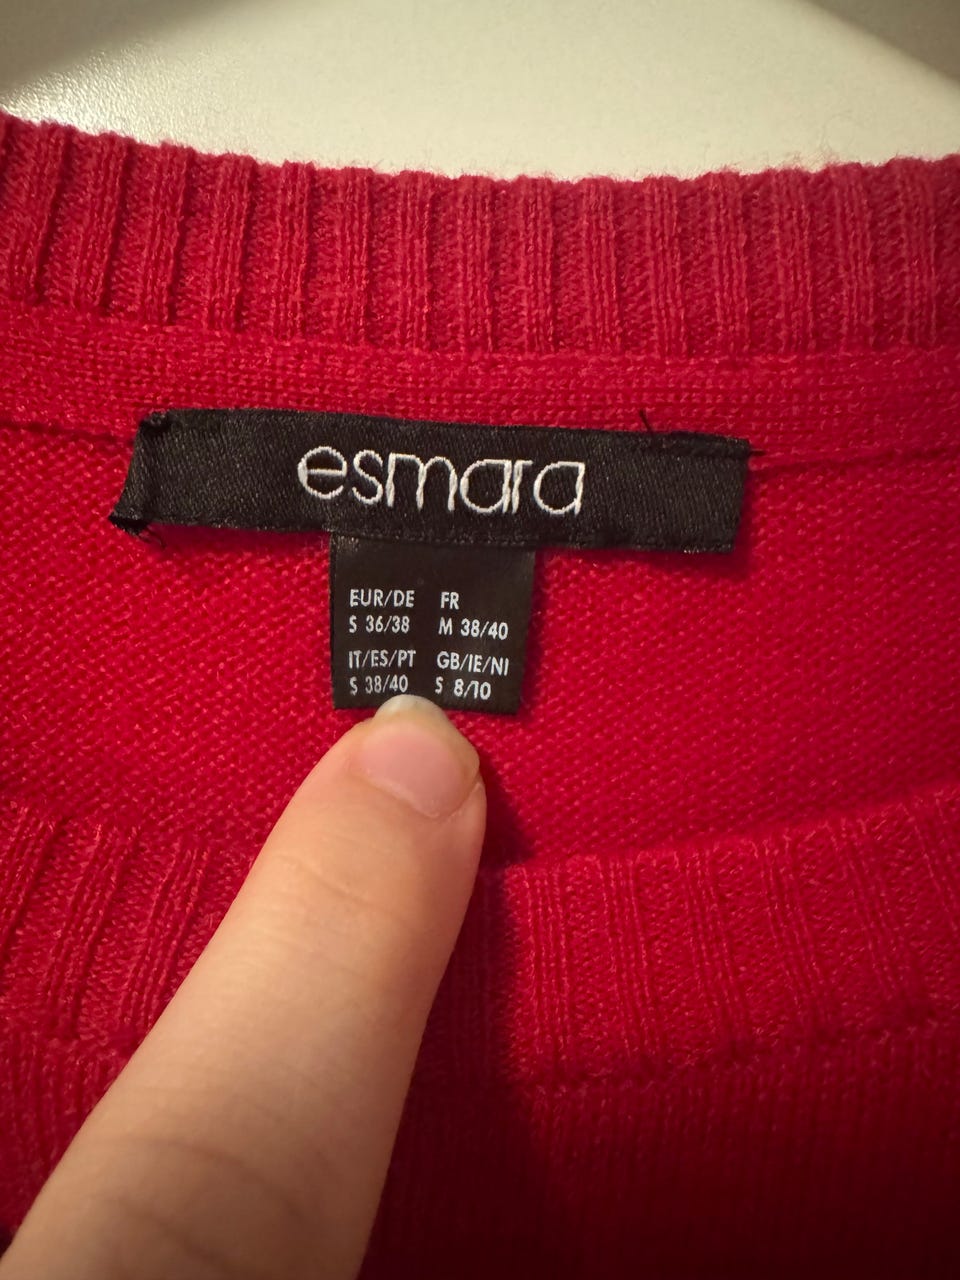 esmara
EUR/DE FR
S 36/38 M 38/40
IT/ES/PT GB/IE/NI
S 38/40 S 8/10